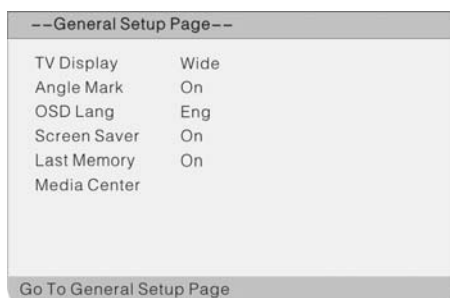 --General Setup Page--
TV Display Wide
Angle Mark On
OSD Lang Eng
Screen Saver On
Last Memory On
Media Center
Go To General Setup Page